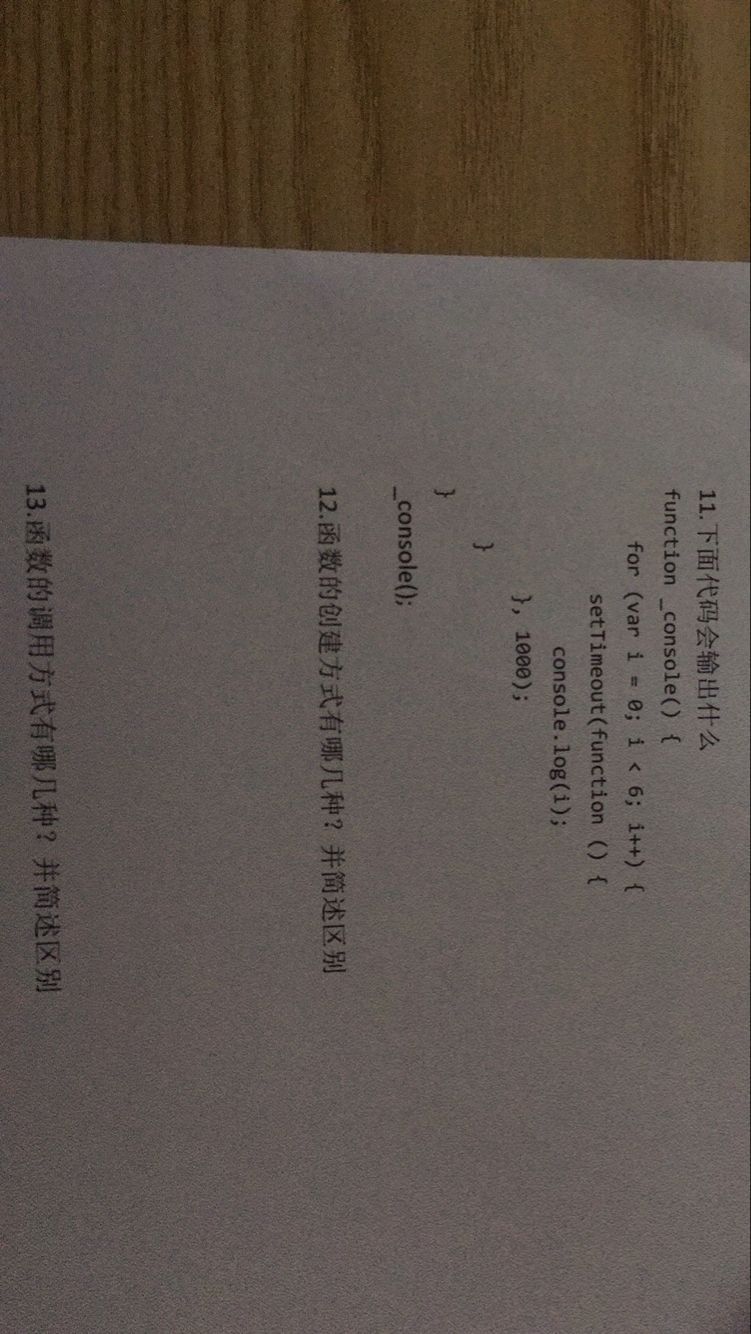 11.下面代码会输出什么
function _console() {
for (var i = 0; i < 6; i++) {
setTimeout(function () {
console.log(i);
}, 1000);
}
}
_console();
12.函数的创建方式有哪几种？并简述区别
13.函数的调用方式有哪几种？并简述区别